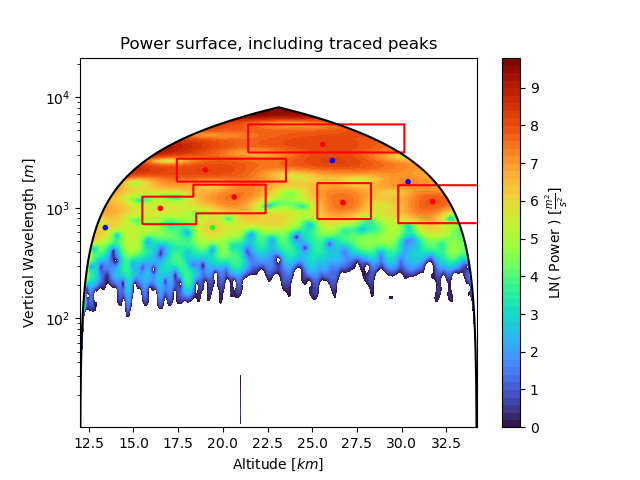 Power surface, including traced peaks
Vertical Wavelength [m]
10^4
10^3
10^2
12.5 15.0 17.5 20.0 22.5 25.0 27.5 30.0 32.5
Altitude [km]
9
8
7
6
5
4
3
2
1
0
LN( Power ) [m^2/s^2]